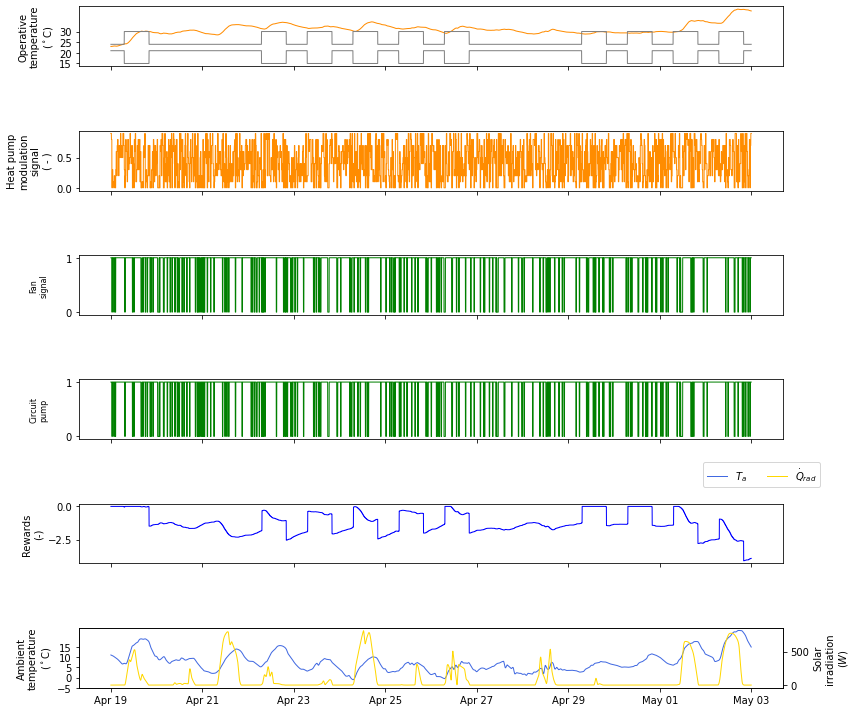 Operative
temperature
(°C)
30
25
20
15
Heat pump
modulation
signal
( - )
0.5
0.0
Fan
signal
1
0
Circuit
pump
1
0
T_a
Q̇_rad
Rewards
(-)
0.0
−2.5
Ambient
temperature
(°C)
15
10
5
0
−5
Solar
irradiation
(W)
500
0
Apr 19 Apr 21 Apr 23 Apr 25 Apr 27 Apr 29 May 01 May 03